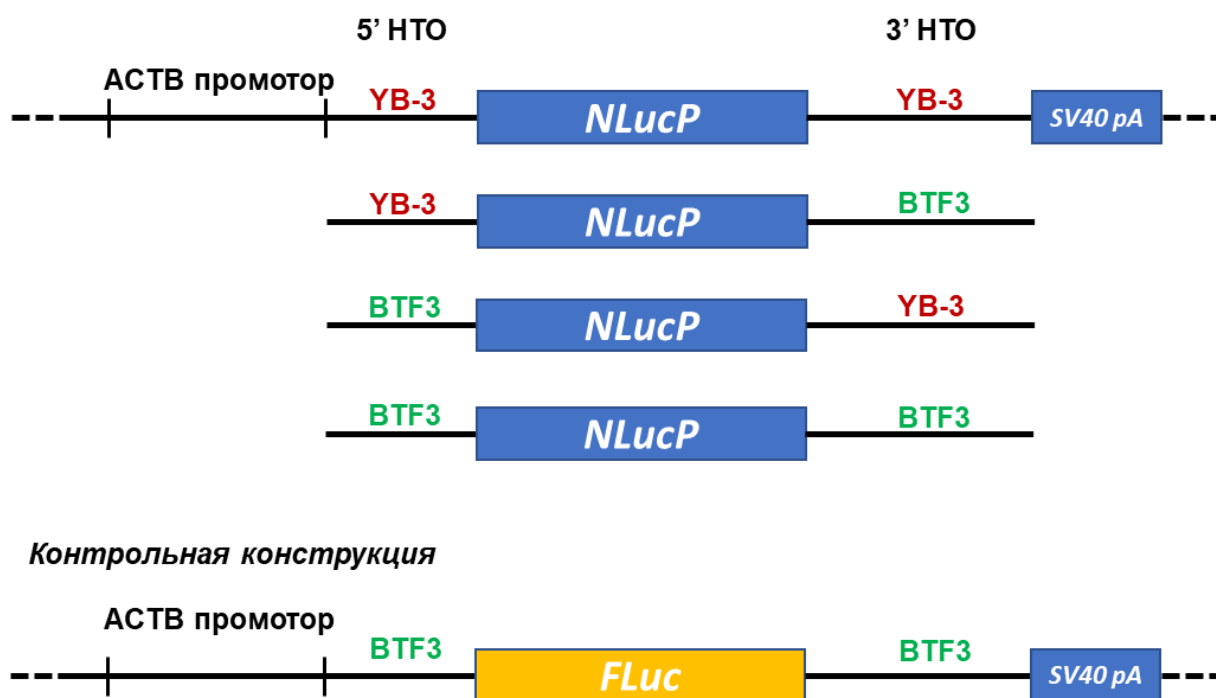 5’ НТО 3’ НТО
ACTB промотор
YB-3 NLucP YB-3 SV40 pA
YB-3 NLucP BTF3
BTF3 NLucP YB-3
BTF3 NLucP BTF3
Контрольная конструкция
ACTB промотор
BTF3 FLuc BTF3 SV40 pA